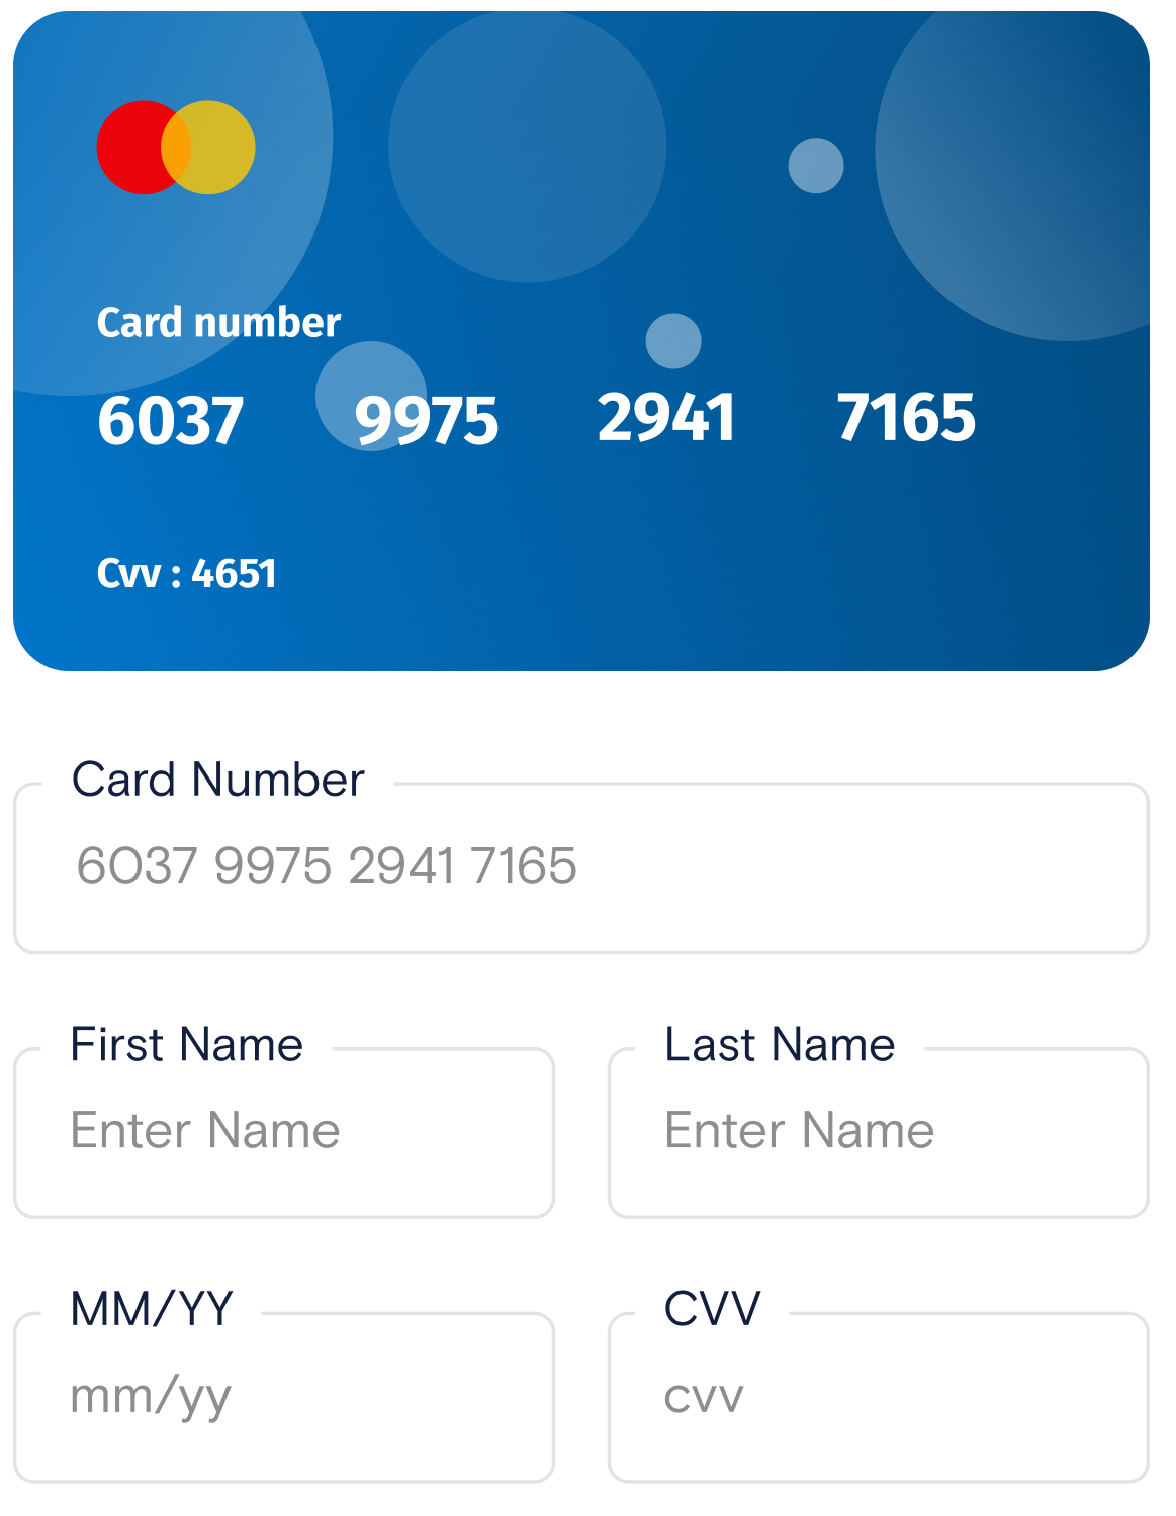 Card number
6037 9975 2941 7165
Cvv : 4651
Card Number
6037 9975 2941 7165
First Name
Last Name
Enter Name
Enter Name
MM/YY
CVV
mm/yy
cvv